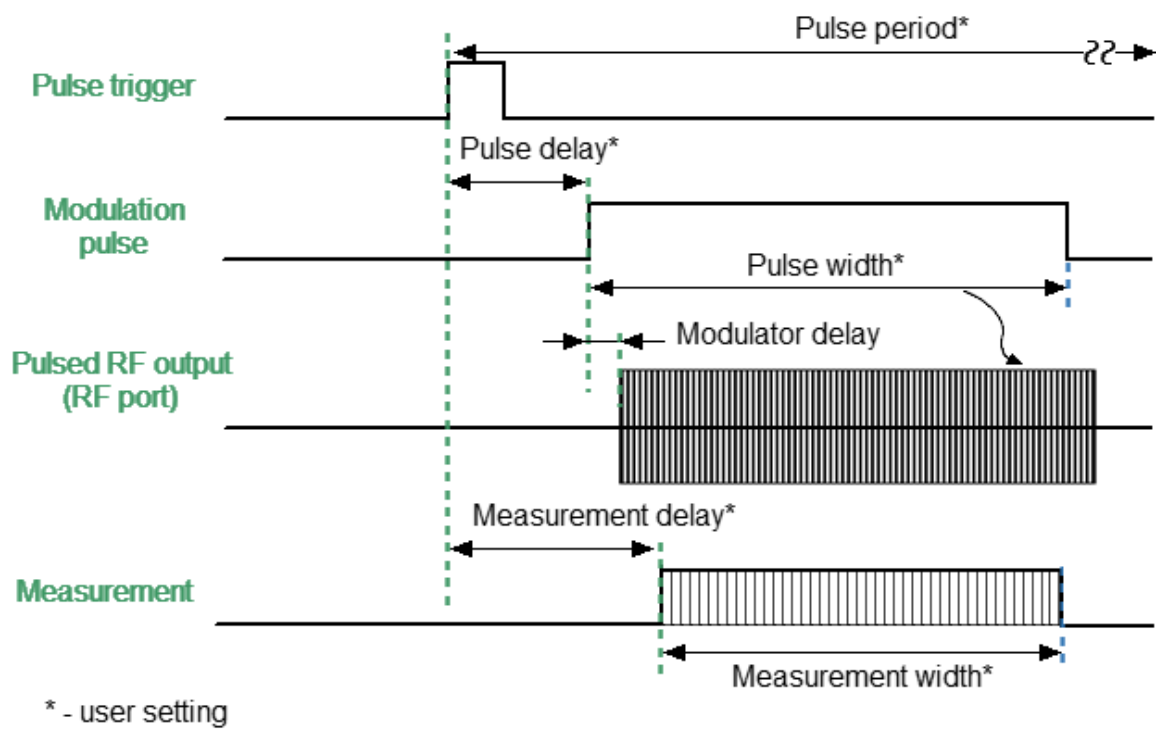 Pulse period*
Pulse trigger
Pulse delay*
Modulation
pulse
Pulse width*
Modulator delay
Pulsed RF output
(RF port)
Measurement delay*
Measurement
Measurement width*
* - user setting